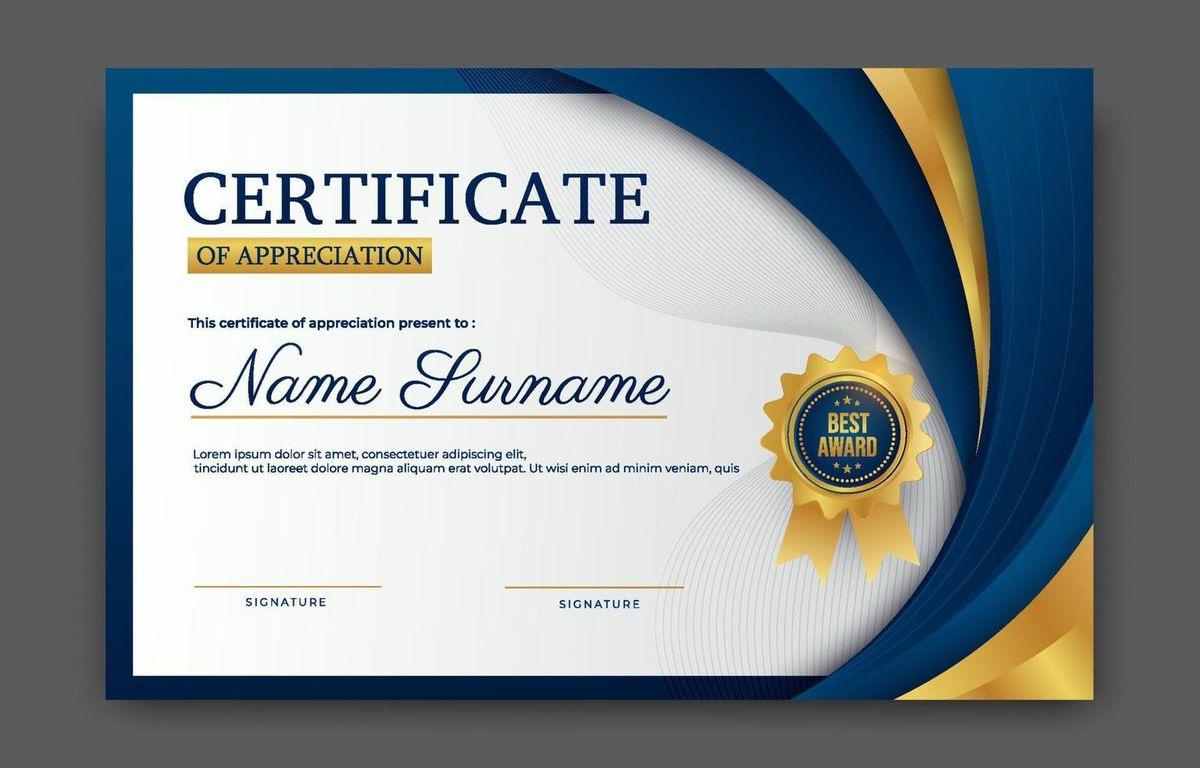 CERTIFICATE
OF APPRECIATION
This certificate of appreciation present to :
Name Surname
Lorem ipsum dolor sit amet, consectetuer adipiscing elit,
tincidunt ut laoreet dolore magna aliquam erat volutpat. Ut wisi enim ad minim veniam, quis
BEST
AWARD
SIGNATURE
SIGNATURE